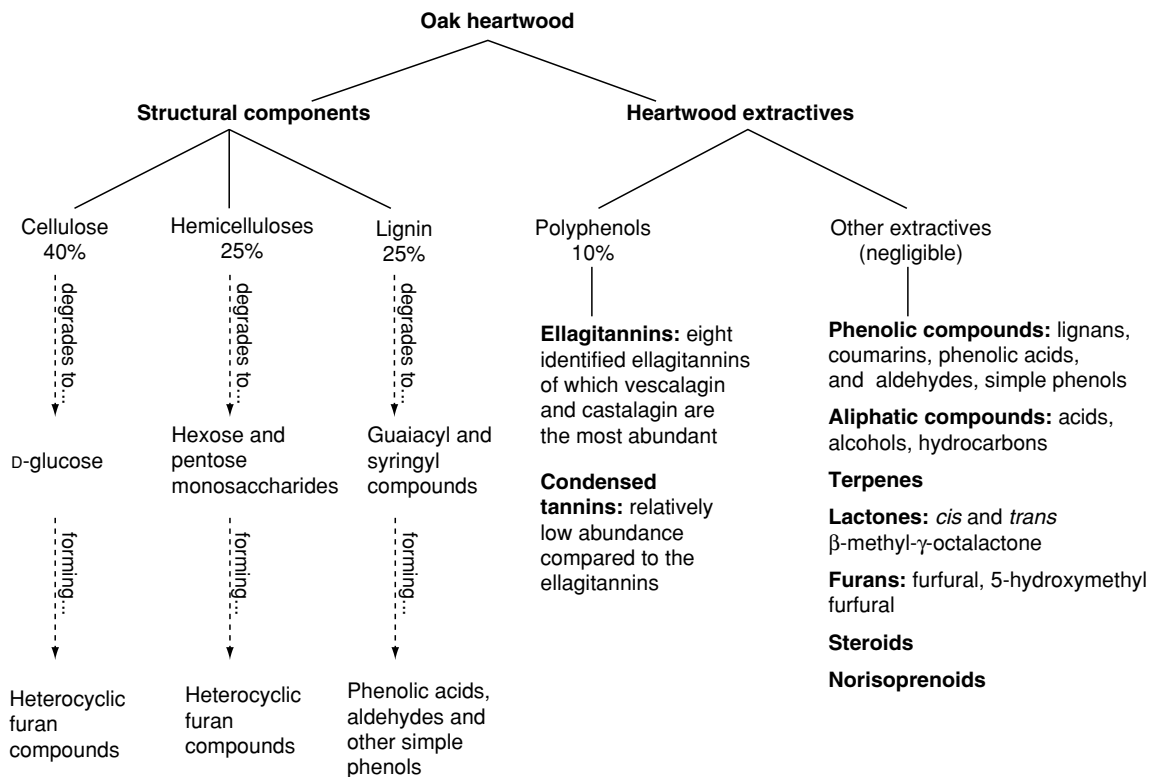 Oak heartwood
Structural components
Heartwood extractives
Cellulose
40%
Hemicelluloses
25%
Lignin
25%
Polyphenols
10%
Other extractives
(negligible)
degrades to...
degrades to...
degrades to...
D-glucose
Hexose and
pentose
monosaccharides
Guaiacyl and
syringyl
compounds
forming...
forming...
forming...
Heterocyclic
furan
compounds
Heterocyclic
furan
compounds
Phenolic acids,
aldehydes and
other simple
phenols
Ellagitannins: eight
identified ellagitannins
of which vescalagin
and castalagin are
the most abundant
Condensed
tannins: relatively
low abundance
compared to the
ellagitannins
Phenolic compounds: lignans,
coumarins, phenolic acids,
and aldehydes, simple phenols
Aliphatic compounds: acids,
alcohols, hydrocarbons
Terpenes
Lactones: cis and trans
β-methyl-γ-octalactone
Furans: furfural, 5-hydroxymethyl
furfural
Steroids
Norisoprenoids